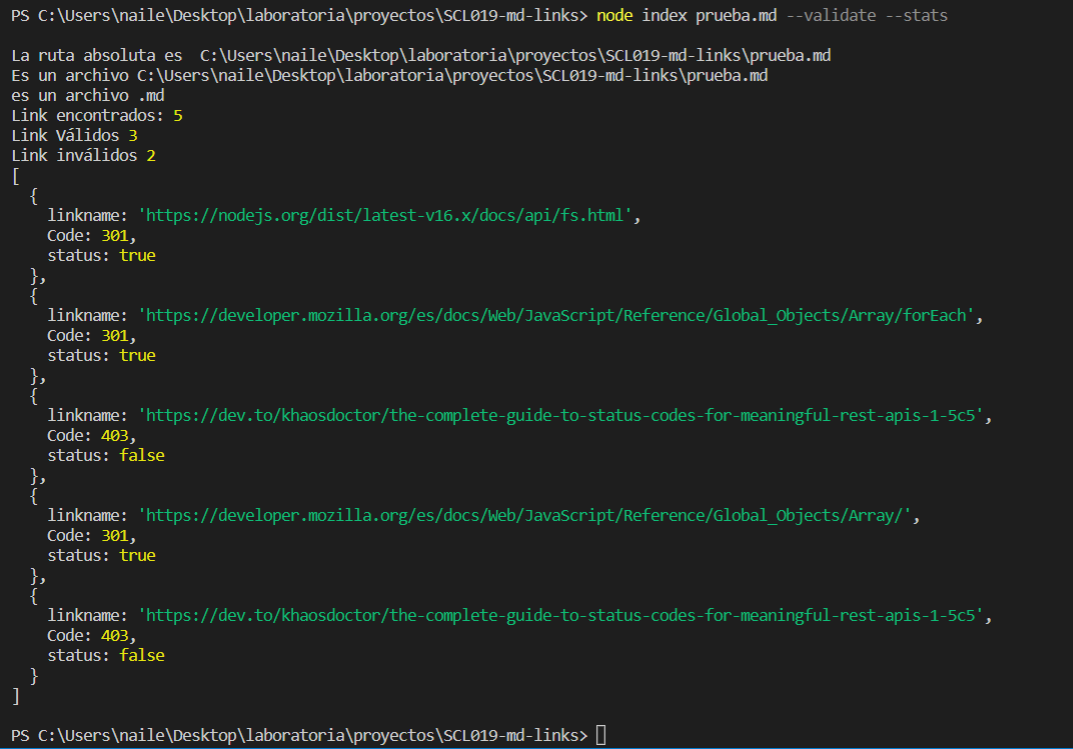 PS C:\Users\naile\Desktop\laboratoria\proyectos\SCL019-md-links> node index prueba.md --validate --stats
La ruta absoluta es  C:\Users\naile\Desktop\laboratoria\proyectos\SCL019-md-links\prueba.md
Es un archivo C:\Users\naile\Desktop\laboratoria\proyectos\SCL019-md-links\prueba.md
es un archivo .md
Link encontrados: 5
Link Válidos 3
Link inválidos 2
[
  {
    linkname: 'https://nodejs.org/dist/latest-v16.x/docs/api/fs.html',
    Code: 301,
    status: true
  },
  {
    linkname: 'https://developer.mozilla.org/es/docs/Web/JavaScript/Reference/Global_Objects/Array/forEach',
    Code: 301,
    status: true
  },
  {
    linkname: 'https://dev.to/khaosdoctor/the-complete-guide-to-status-codes-for-meaningful-rest-apis-1-5c5',
    Code: 403,
    status: false
  },
  {
    linkname: 'https://developer.mozilla.org/es/docs/Web/JavaScript/Reference/Global_Objects/Array/',
    Code: 301,
    status: true
  },
  {
    linkname: 'https://dev.to/khaosdoctor/the-complete-guide-to-status-codes-for-meaningful-rest-apis-1-5c5',
    Code: 403,
    status: false
  }
]
PS C:\Users\naile\Desktop\laboratoria\proyectos\SCL019-md-links>